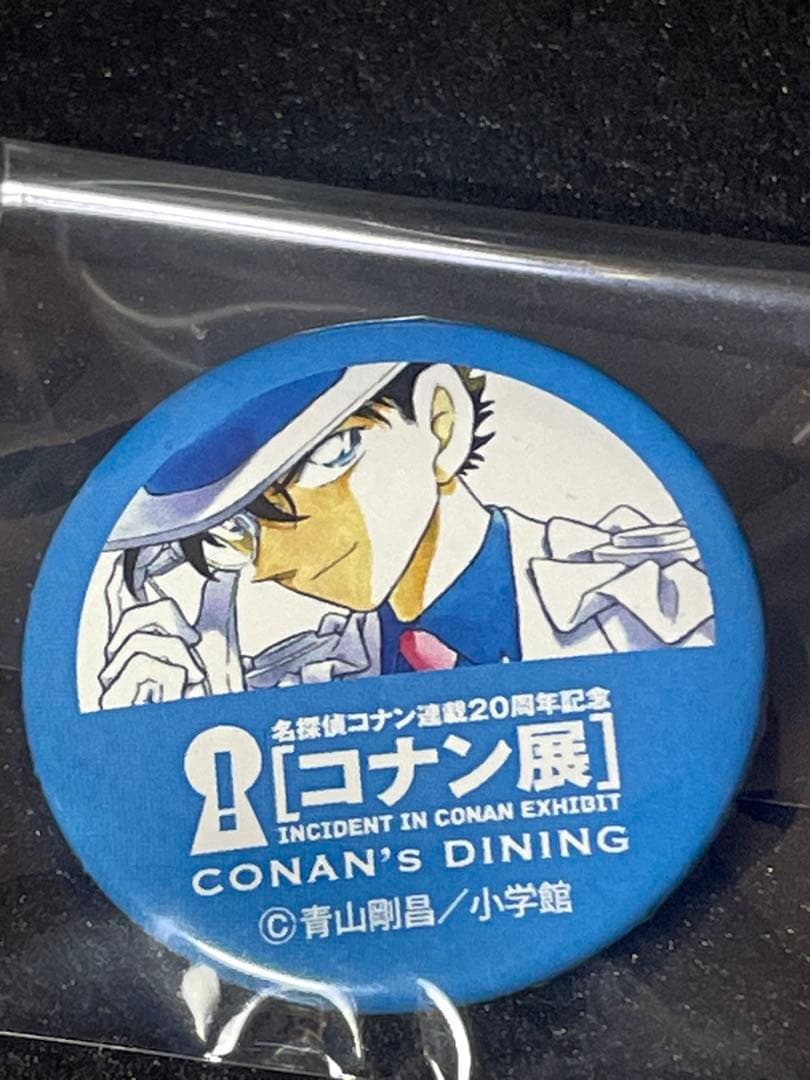 名探偵コナン連載20周年記念
[コナン展]
INCIDENT IN CONAN EXHIBIT
CONAN's DINING
©青山剛昌/小学館